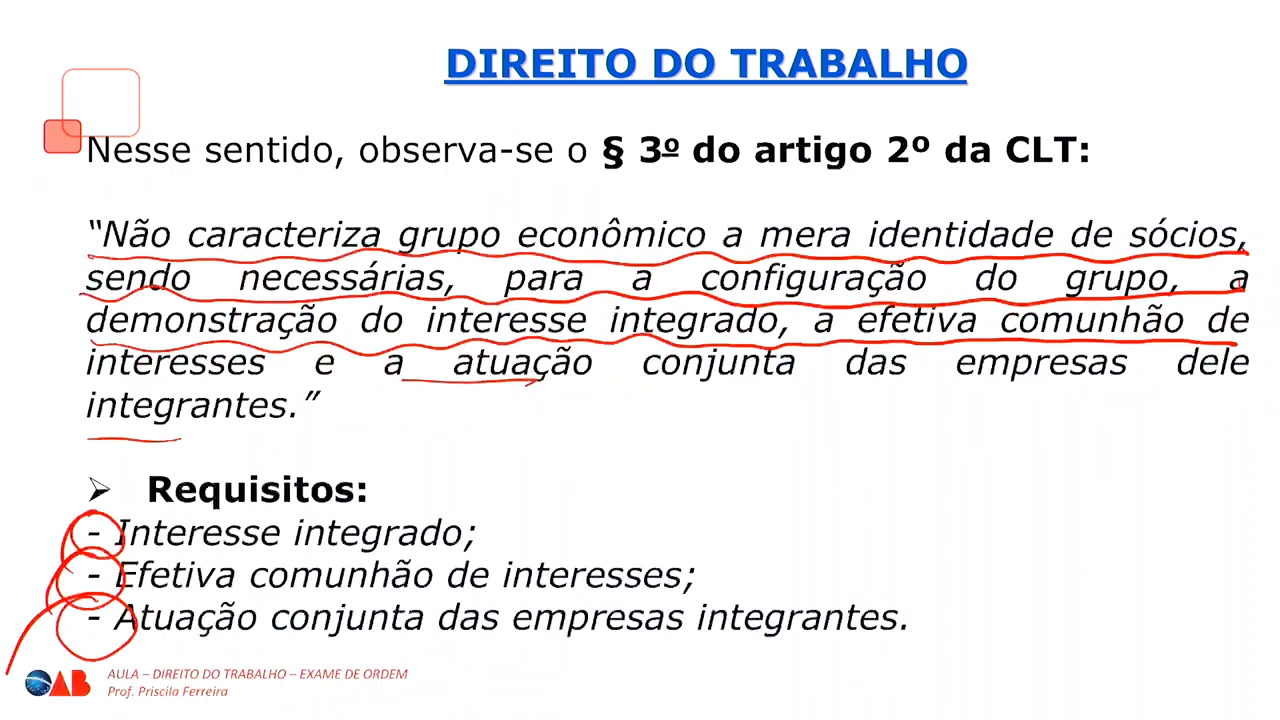 DIREITO DO TRABALHO
Nesse sentido, observa-se o § 3º do artigo 2º da CLT:
“Não caracteriza grupo econômico a mera identidade de sócios,
sendo necessárias, para a configuração do grupo, a
demonstração do interesse integrado, a efetiva comunhão de
interesses e a atuação conjunta das empresas dele
integrantes.”
➢ Requisitos:
- Interesse integrado;
- Efetiva comunhão de interesses;
- Atuação conjunta das empresas integrantes.
OAB
AULA – DIREITO DO TRABALHO – EXAME DE ORDEM
Prof. Priscila Ferreira